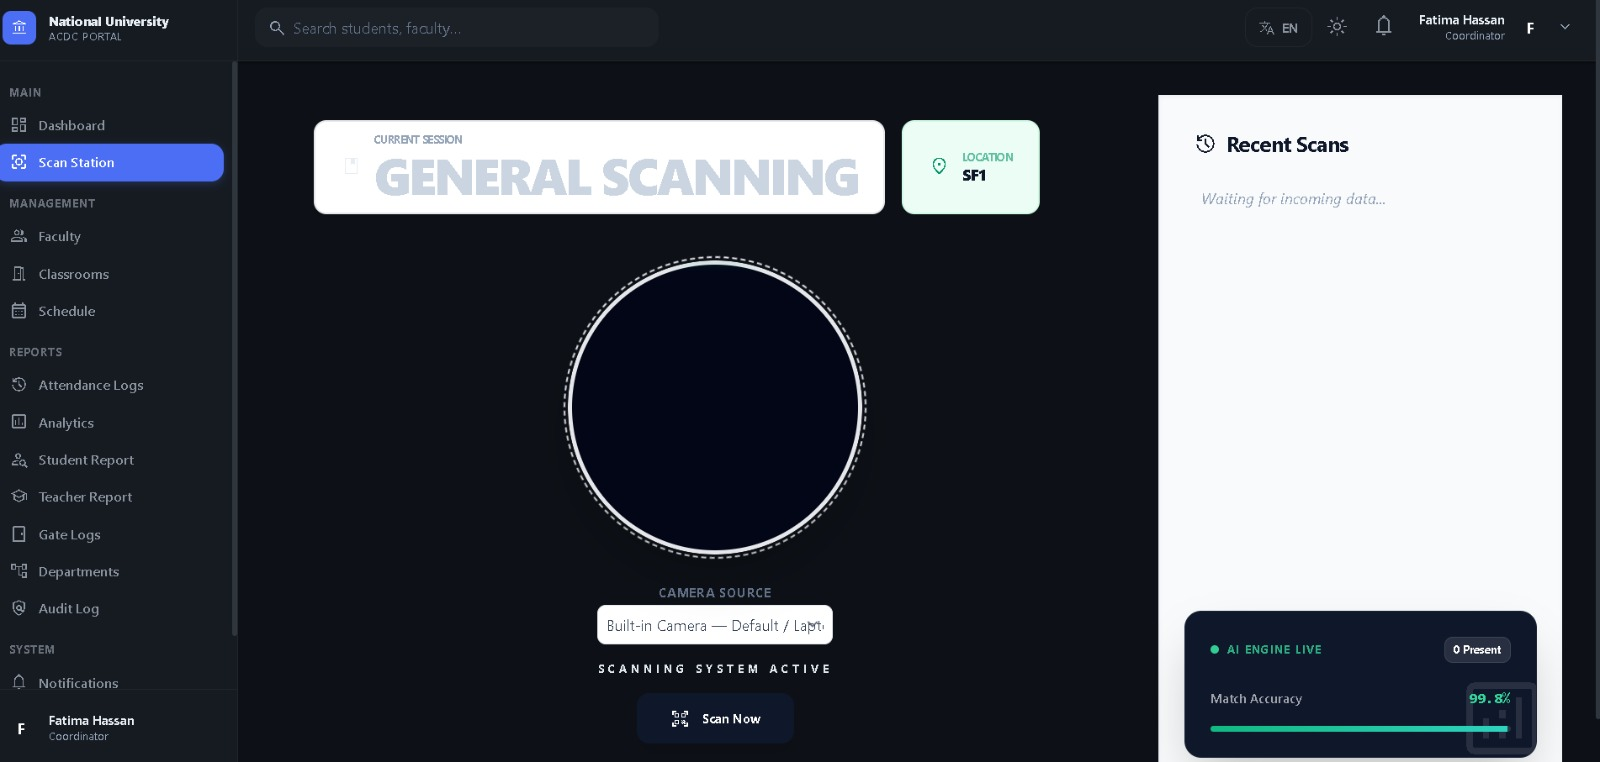 National University
ACDC PORTAL
Search students, faculty...
EN
Fatima Hassan
Coordinator
F
MAIN
Dashboard
Scan Station
MANAGEMENT
Faculty
Classrooms
Schedule
REPORTS
Attendance Logs
Analytics
Student Report
Teacher Report
Gate Logs
Departments
Audit Log
SYSTEM
Notifications
F
Fatima Hassan
Coordinator
CURRENT SESSION
GENERAL SCANNING
LOCATION
SF1
CAMERA SOURCE
Built-in Camera — Default / Lapt
SCANNING SYSTEM ACTIVE
Scan Now
Recent Scans
Waiting for incoming data...
AI ENGINE LIVE
0 Present
Match Accuracy
99.8%